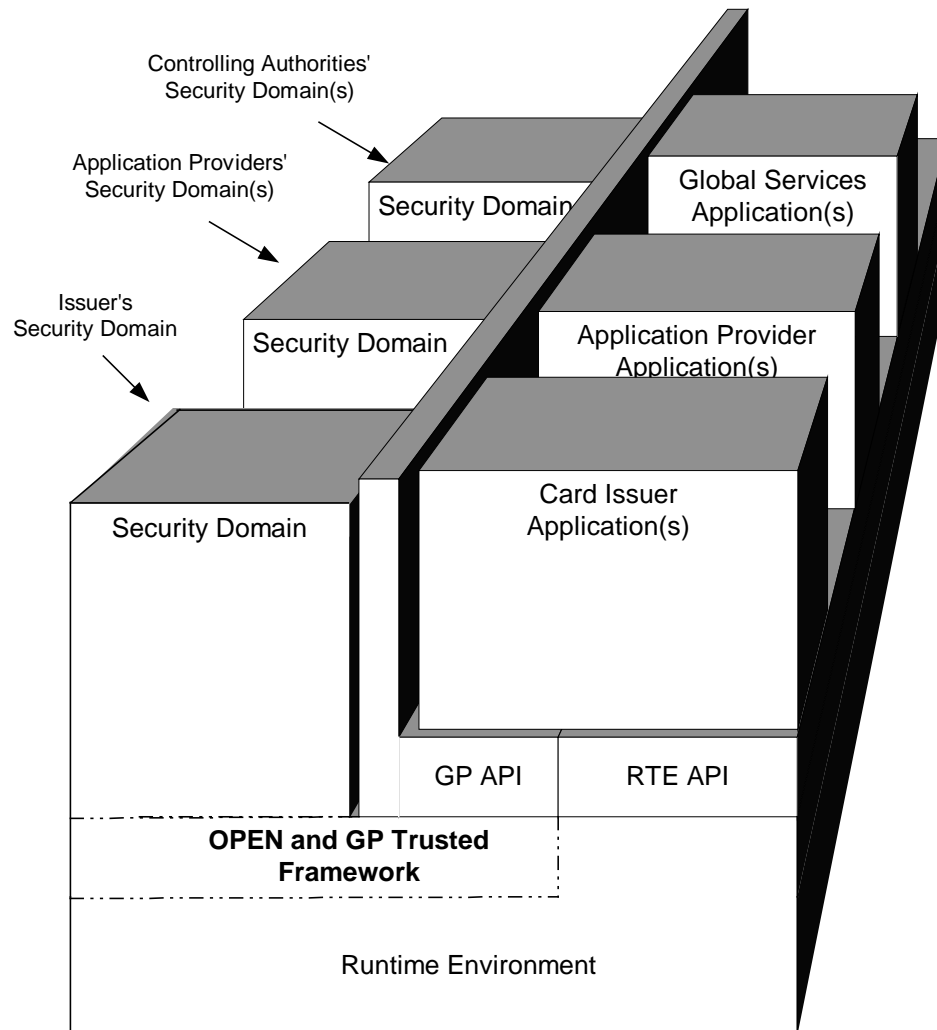 Controlling Authorities'
Security Domain(s)
Application Providers'
Security Domain(s)
Issuer's
Security Domain
Security Domain
Security Domain
Security Domain
Global Services
Application(s)
Application Provider
Application(s)
Card Issuer
Application(s)
GP API
RTE API
OPEN and GP Trusted
Framework
Runtime Environment